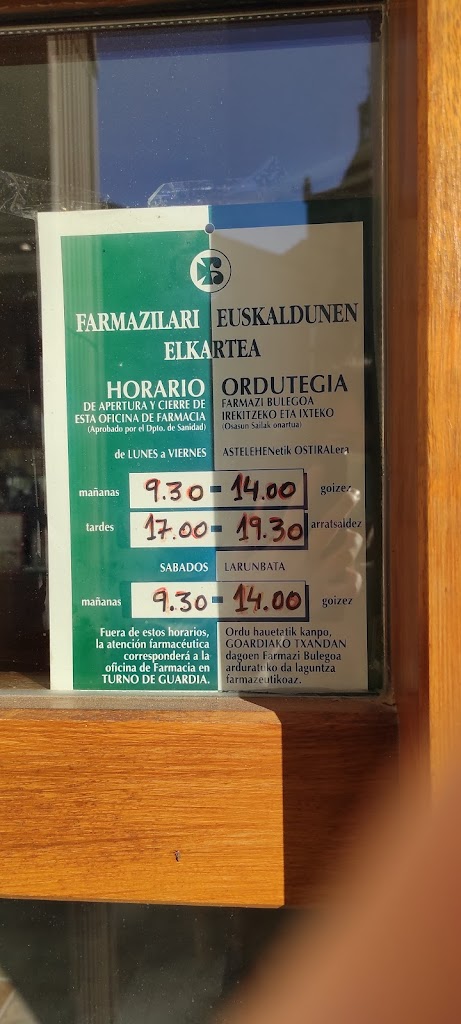 FARMAZILARI EUSKALDUNEN
ELKARTEA
HORARIO
DE APERTURA Y CIERRE DE
ESTA OFICINA DE FARMACIA
(Aprobado por el Dpto. de Sanidad)
ORDUTEGIA
FARMAZI BULEGOA
IREKITZEKO ETA IXTEKO
(Osasun Sailak onartua)
de LUNES a VIERNES ASTELEHENetik OSTIRALera
mañanas 9.30 - 14.00 goizez
tardes 17.00 - 19.30 arratsaldez
SABADOS LARUNBATA
mañanas 9.30 - 14.00 goizez
Fuera de estos horarios,
la atención farmacéutica
corresponderá a la
oficina de Farmacia en
TURNO DE GUARDIA.
Ordu hauetatik kanpo,
GOARDIAKO TXANDAN
dagoen Farmazi Bulegoa
arduratuko da laguntza
farmazeutikoaz.